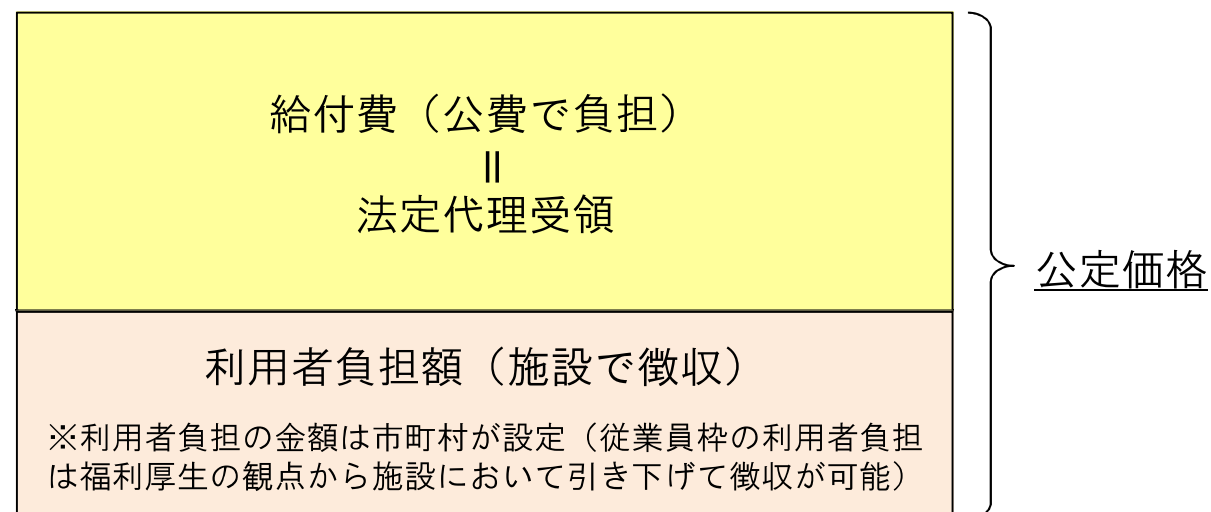 給付費（公費で負担）
||
法定代理受領
公定価格
利用者負担額（施設で徴収）
※利用者負担の金額は市町村が設定（従業員枠の利用者負担
は福利厚生の観点から施設において引き下げて徴収が可能）